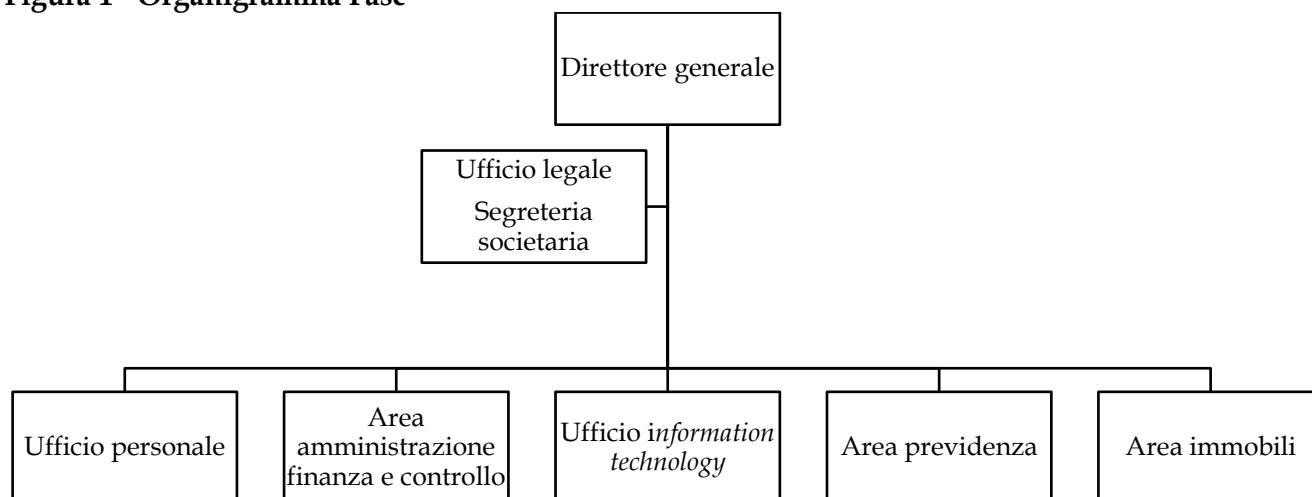 Figura 1 - Organigramma Fasc
Direttore generale
Ufficio legale
Segreteria
societaria
Ufficio personale
Area
amministrazione
finanza e controllo
Ufficio information
technology
Area previdenza
Area immobili